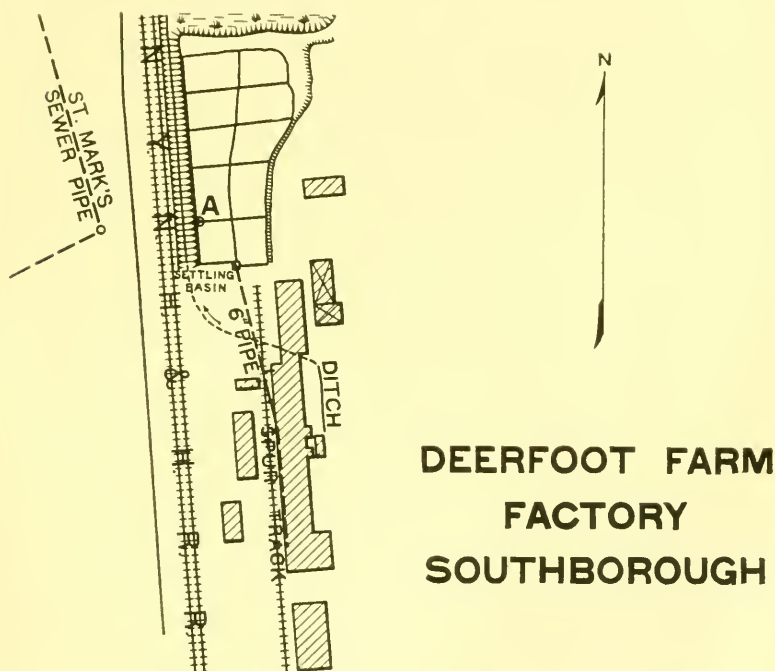 N. Y. N. H. & H. R. R.
ST. MARK'S
SEWER PIPE
A
SETTLING
BASIN
6" PIPE
DITCH
SPUR TRACK
N
DEERFOOT FARM
FACTORY
SOUTHBOROUGH